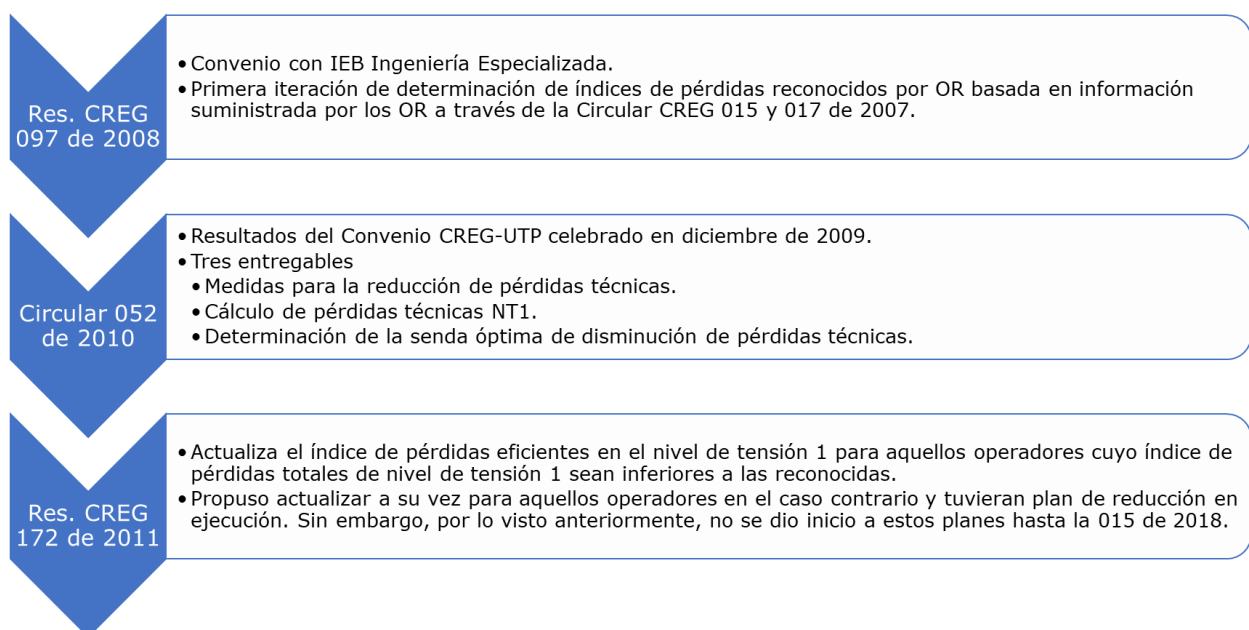 Res. CREG
097 de 2008
• Convenio con IEB Ingeniería Especializada.
• Primera iteración de determinación de índices de pérdidas reconocidos por OR basada en información
suministrada por los OR a través de la Circular CREG 015 y 017 de 2007.
Circular 052
de 2010
• Resultados del Convenio CREG-UTP celebrado en diciembre de 2009.
• Tres entregables
• Medidas para la reducción de pérdidas técnicas.
• Cálculo de pérdidas técnicas NT1.
• Determinación de la senda óptima de disminución de pérdidas técnicas.
Res. CREG
172 de 2011
• Actualiza el índice de pérdidas eficientes en el nivel de tensión 1 para aquellos operadores cuyo índice de
pérdidas totales de nivel de tensión 1 sean inferiores a las reconocidas.
• Propuso actualizar a su vez para aquellos operadores en el caso contrario y tuvieran plan de reducción en
ejecución. Sin embargo, por lo visto anteriormente, no se dio inicio a estos planes hasta la 015 de 2018.